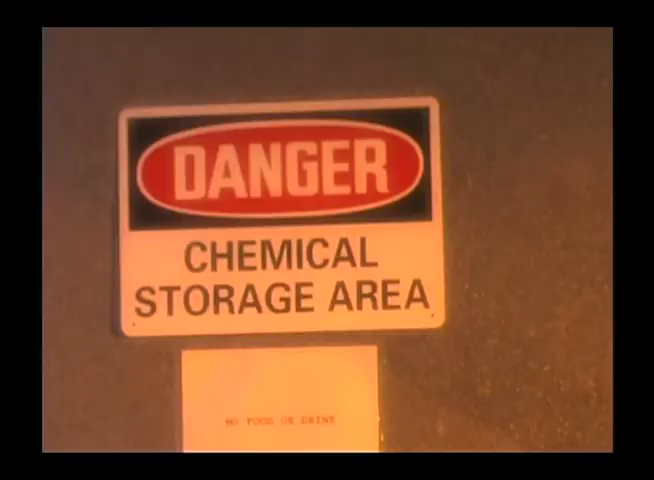 DANGER
CHEMICAL
STORAGE AREA
NO FOOD OR DRINK